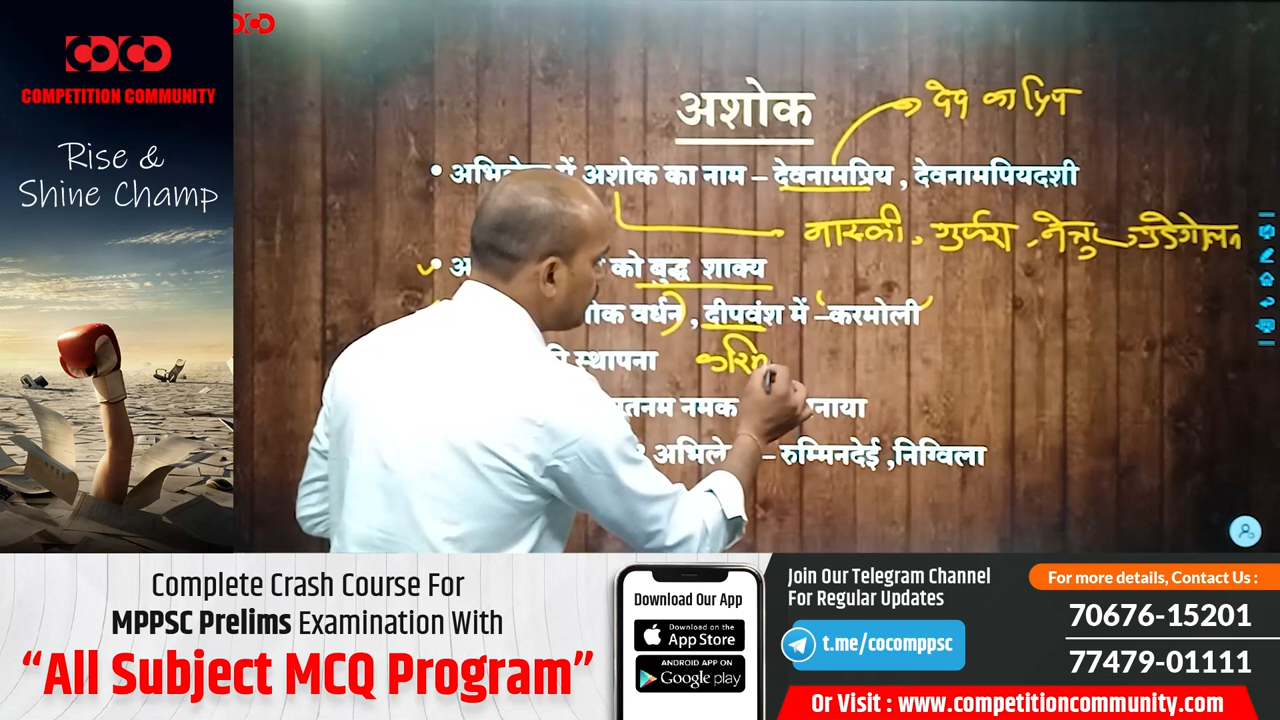 COCO
COCO
COMPETITION COMMUNITY
Rise &
Shine Champ
अशोक
देव का प्रिय
• अभिलेख में अशोक का नाम – देवनामप्रिय , देवनामपियदशी
मास्की , गुर्जरा , नेत्तुर , उडेगोलन
• को बुद्ध शाक्य
वर्धन , दीपवंश में –करमोली
स्थापना
नमक
अभिले – रुम्मिनदेई ,निग्विला
Complete Crash Course For
MPPSC Prelims Examination With
“All Subject MCQ Program”
Download Our App
Download on the
App Store
ANDROID APP ON
Google play
Join Our Telegram Channel
For Regular Updates
t.me/cocomppsc
For more details, Contact Us :
70676-15201
77479-01111
Or Visit : www.competitioncommunity.com